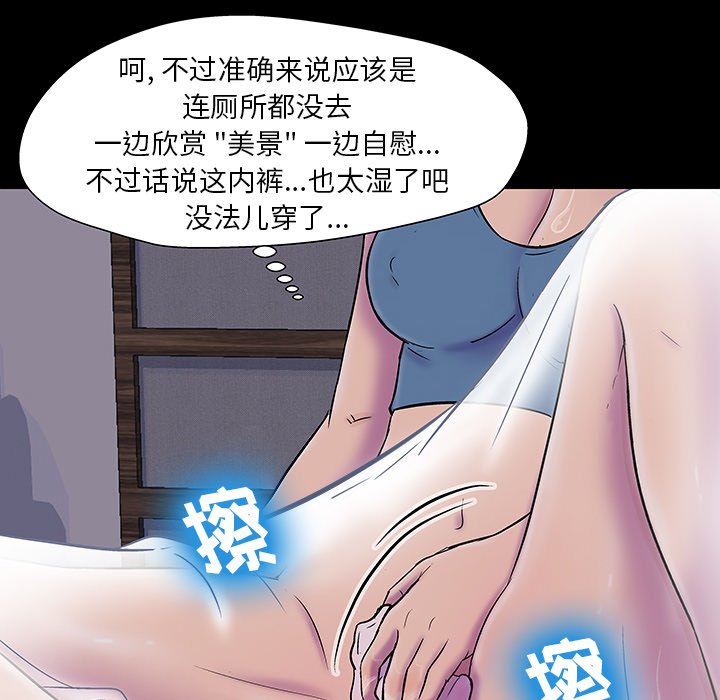 呵, 不过准确来说应该是
连厕所都没去
一边欣赏 "美景" 一边自慰...
不过话说这内裤...也太湿了吧
没法儿穿了...
擦
擦